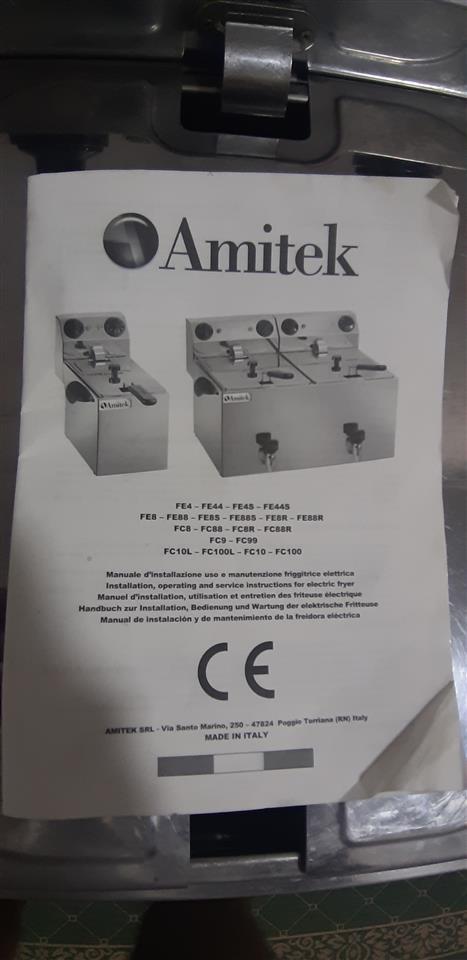 Amitek
Amitek
Amitek
FE4 – FE44 – FE4S – FE44S
FE8 – FE88 – FE8S – FE88S – FE8R – FE88R
FC8 – FC88 – FC8R – FC88R
FC9 – FC99
FC10L – FC100L – FC10 – FC100
Manuale d'installazione uso e manutenzione friggitrice elettrica
Installation, operating and service instructions for electric fryer
Manuel d'installation, utilisation et entretien des friteuse électrique
Handbuch zur Installation, Bedienung und Wartung der elektrische Fritteuse
Manual de instalación y de mantenimiento de la freidora eléctrica
CE
AMITEK SRL - Via Santo Marino, 250 – 47824 Poggio Torriana (RN) Italy
MADE IN ITALY